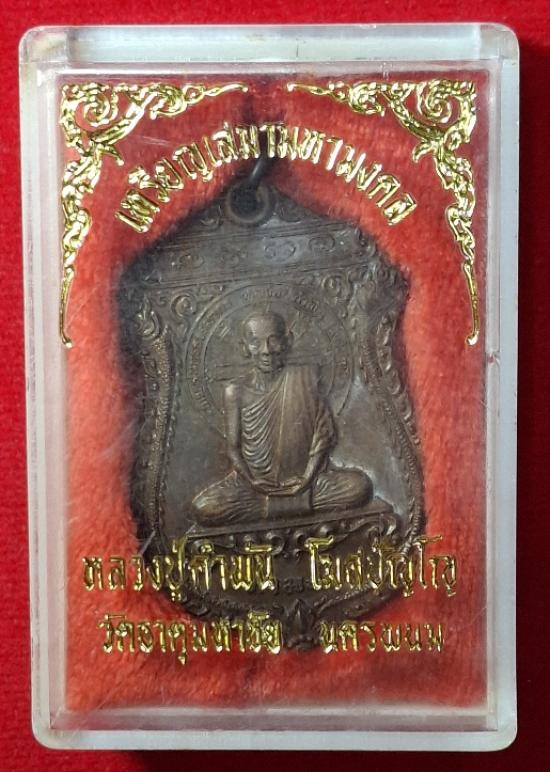 เหรียญเสมามหามงคล
หลวงปู่คำพันธ์ โฆสปัญโญ
วัดธาตุมหาชัย นครพนม